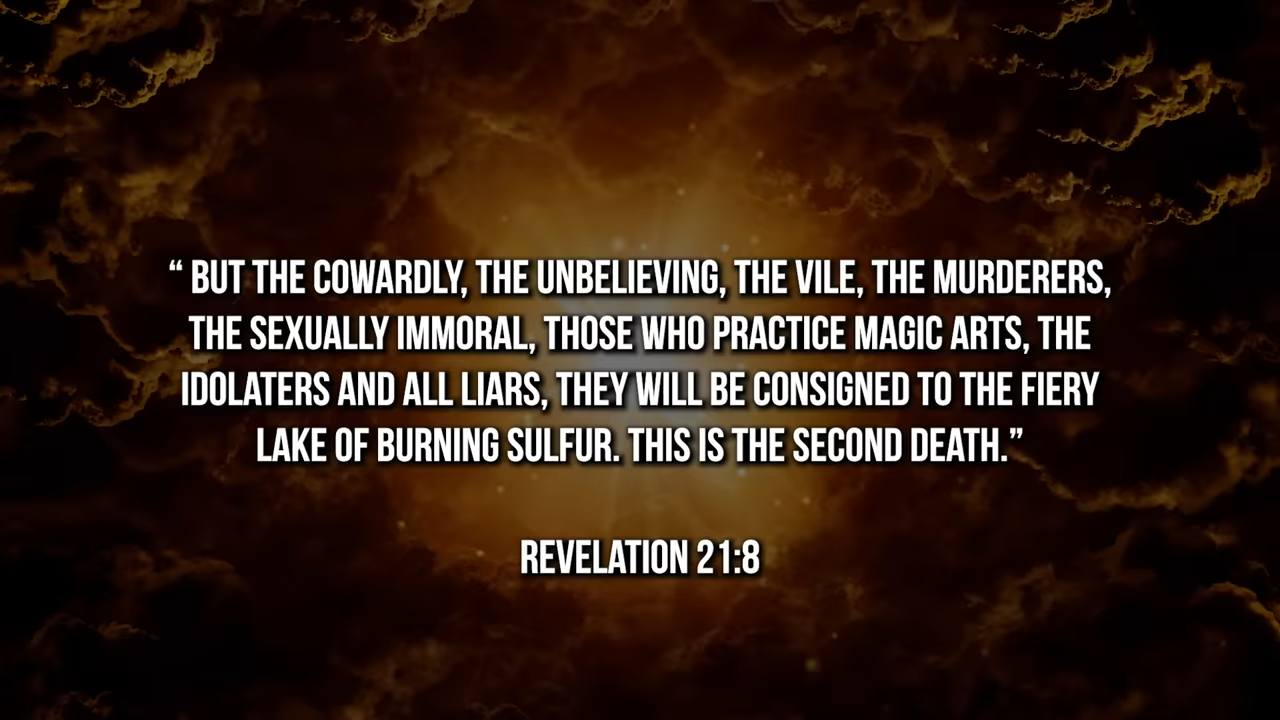 “ BUT THE COWARDLY, THE UNBELIEVING, THE VILE, THE MURDERERS,
THE SEXUALLY IMMORAL, THOSE WHO PRACTICE MAGIC ARTS, THE
IDOLATERS AND ALL LIARS, THEY WILL BE CONSIGNED TO THE FIERY
LAKE OF BURNING SULFUR. THIS IS THE SECOND DEATH.”
REVELATION 21:8